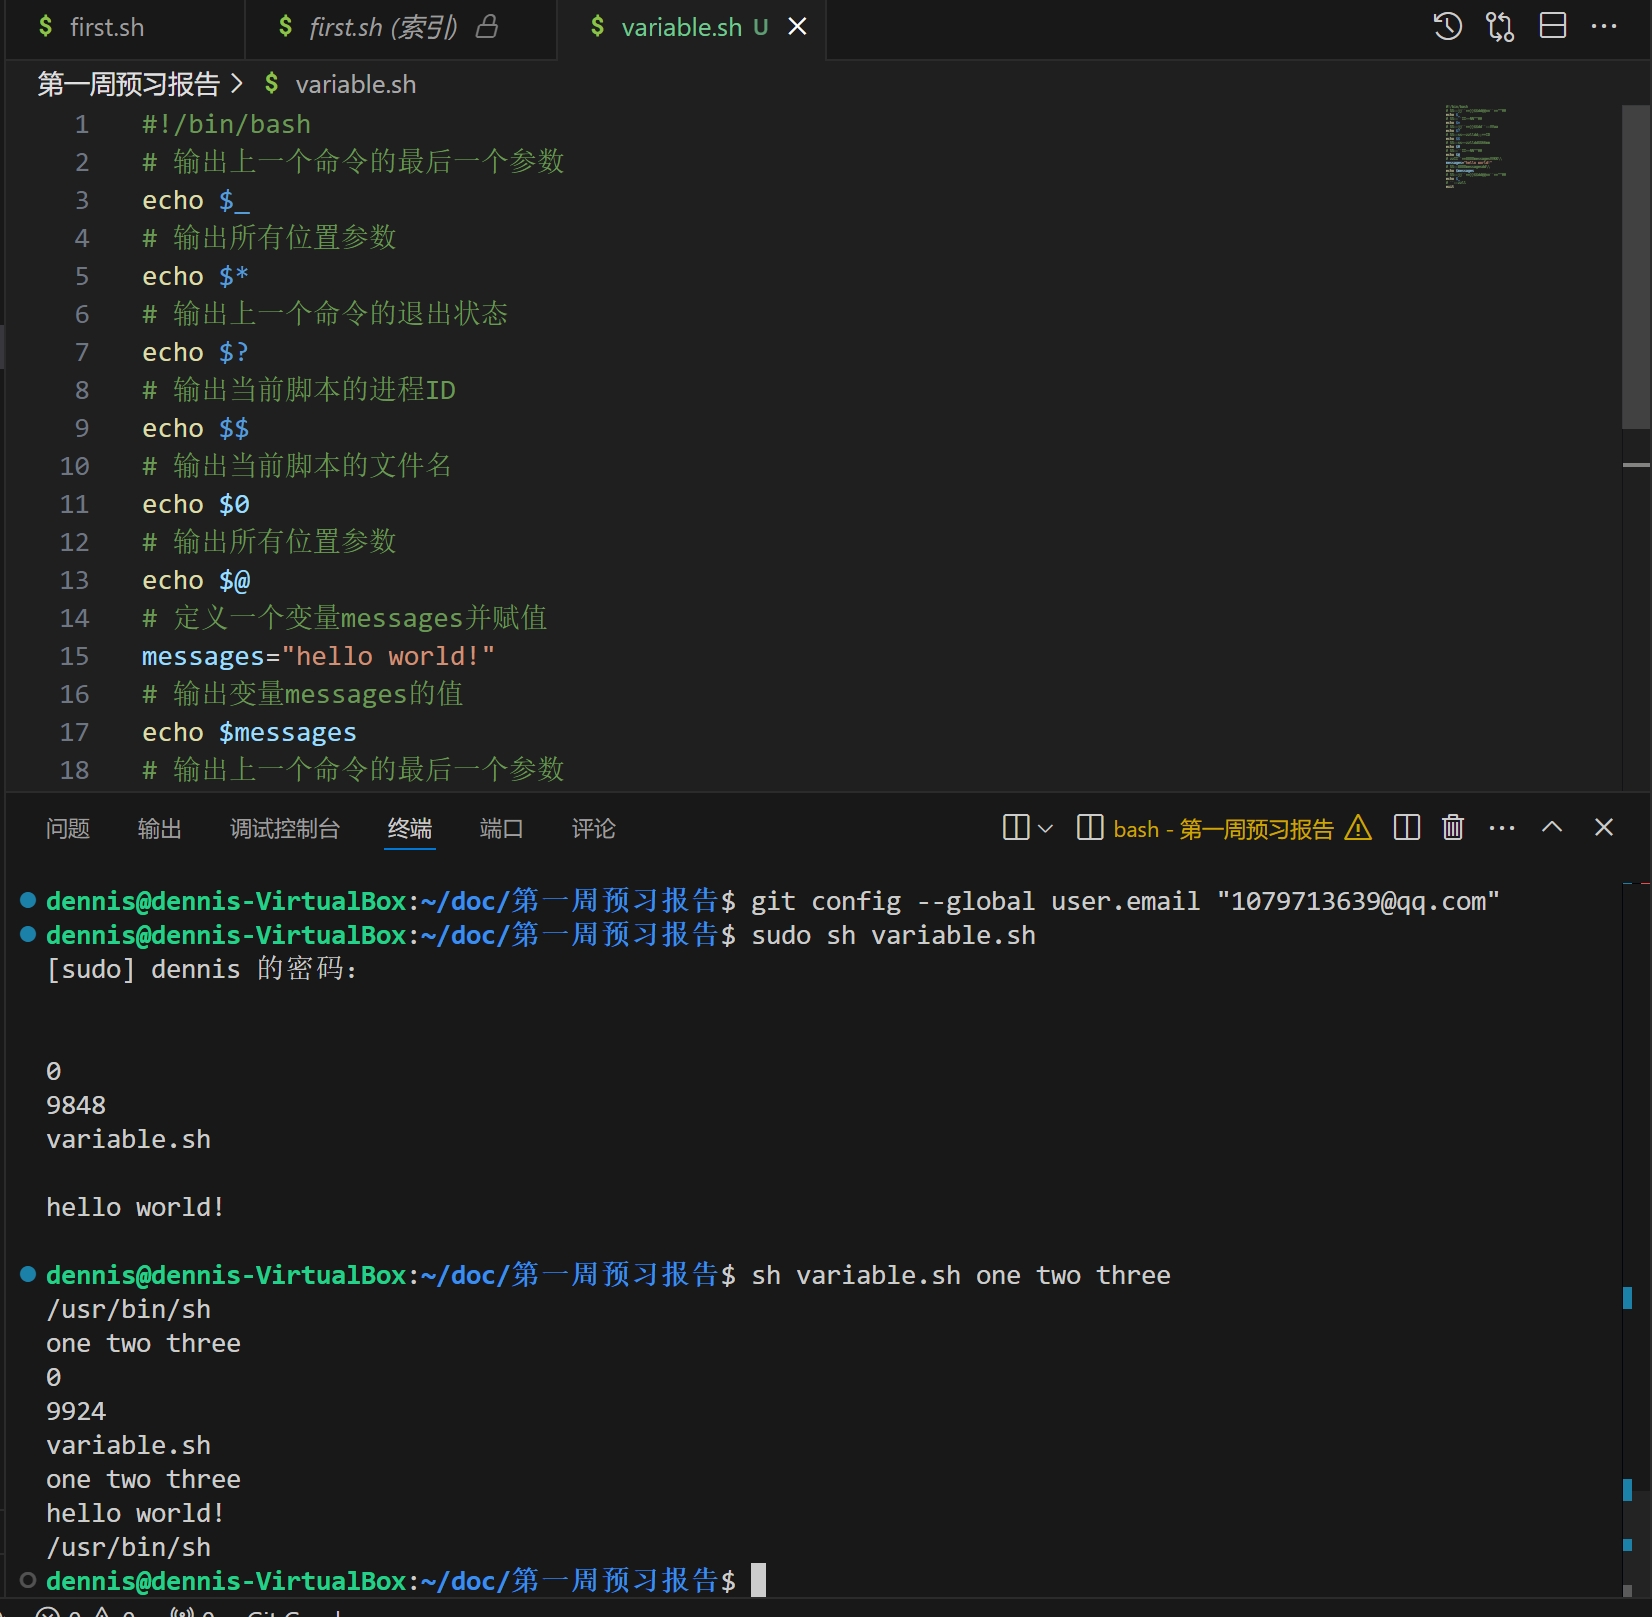 $ first.sh $ first.sh (索引) $ variable.sh U
第一周预习报告 > $ variable.sh
1 #!/bin/bash
2 # 输出上一个命令的最后一个参数
3 echo $_
4 # 输出所有位置参数
5 echo $*
6 # 输出上一个命令的退出状态
7 echo $?
8 # 输出当前脚本的进程ID
9 echo $$
10 # 输出当前脚本的文件名
11 echo $0
12 # 输出所有位置参数
13 echo $@
14 # 定义一个变量messages并赋值
15 messages="hello world!"
16 # 输出变量messages的值
17 echo $messages
18 # 输出上一个命令的最后一个参数
问题 输出 调试控制台 终端 端口 评论 bash - 第一周预习报告
dennis@dennis-VirtualBox:~/doc/第一周预习报告$ git config --global user.email "1079713639@qq.com"
dennis@dennis-VirtualBox:~/doc/第一周预习报告$ sudo sh variable.sh
[sudo] dennis 的密码：
0
9848
variable.sh
hello world!
dennis@dennis-VirtualBox:~/doc/第一周预习报告$ sh variable.sh one two three
/usr/bin/sh
one two three
0
9924
variable.sh
one two three
hello world!
/usr/bin/sh
dennis@dennis-VirtualBox:~/doc/第一周预习报告$